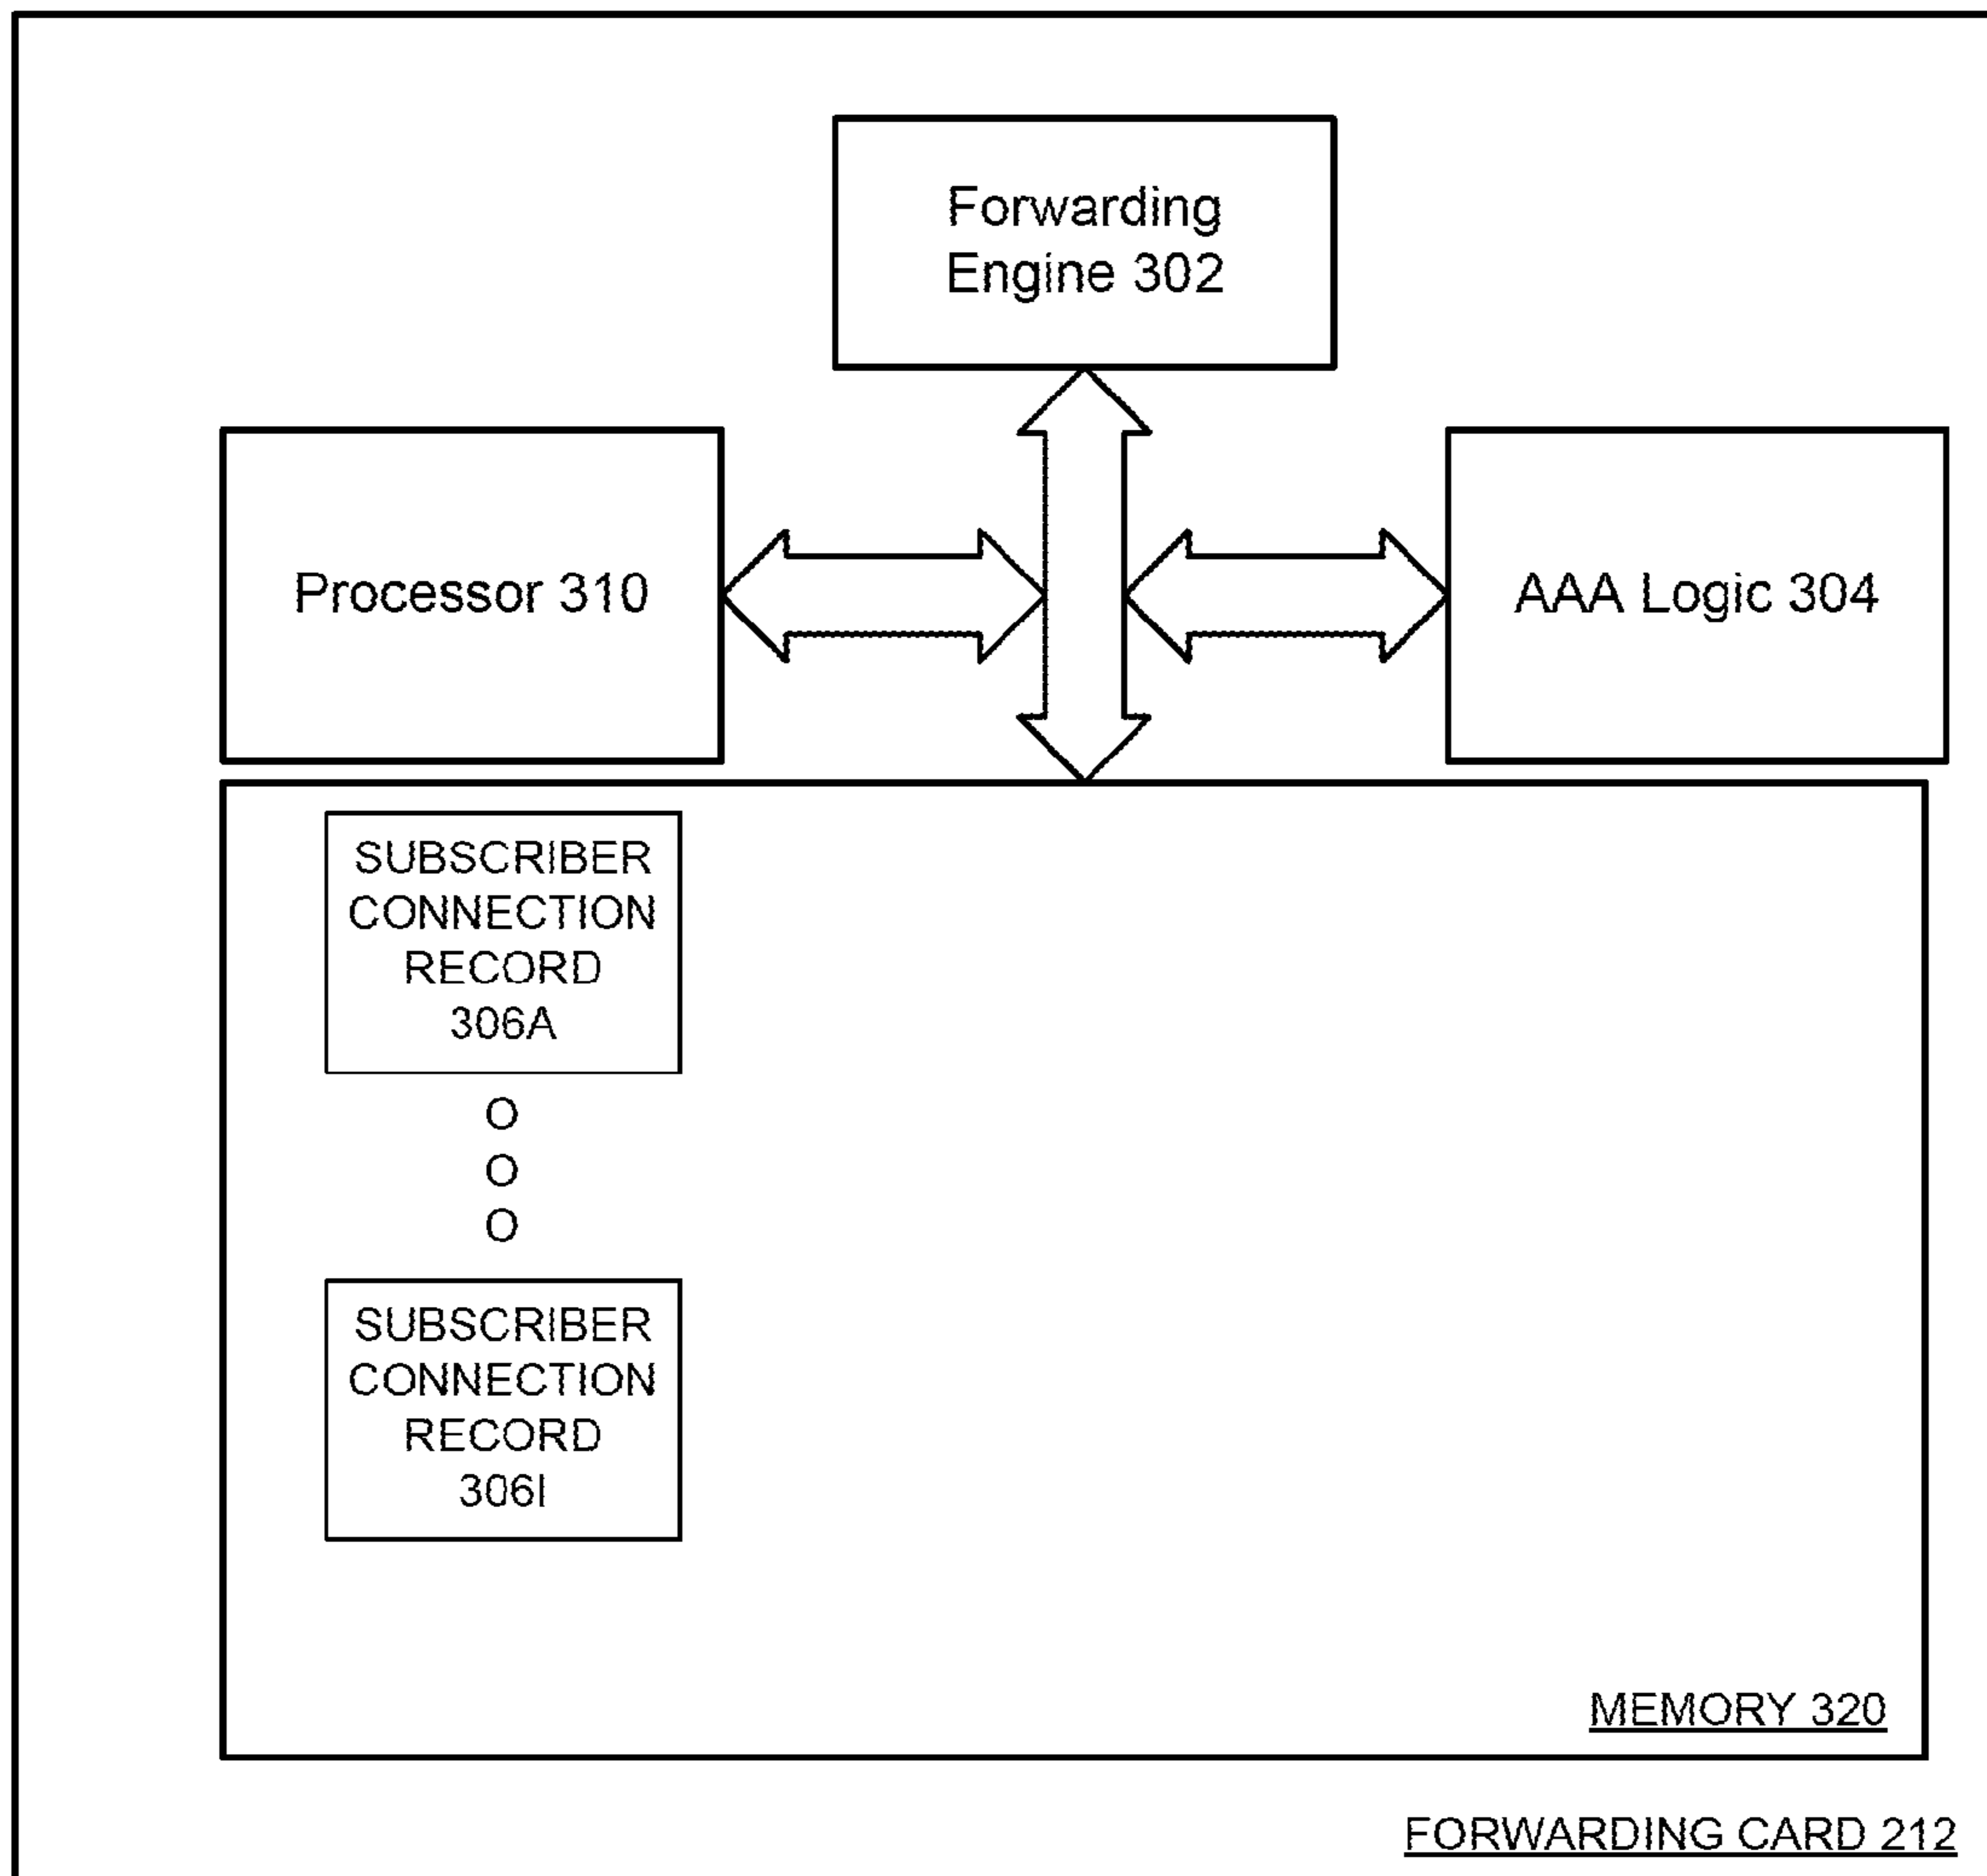 Forwarding
Engine 302
Processor 310
AAA Logic 304
SUBSCRIBER
CONNECTION
RECORD
306A
O
O
O
SUBSCRIBER
CONNECTION
RECORD
306I
MEMORY 320
FORWARDING CARD 212